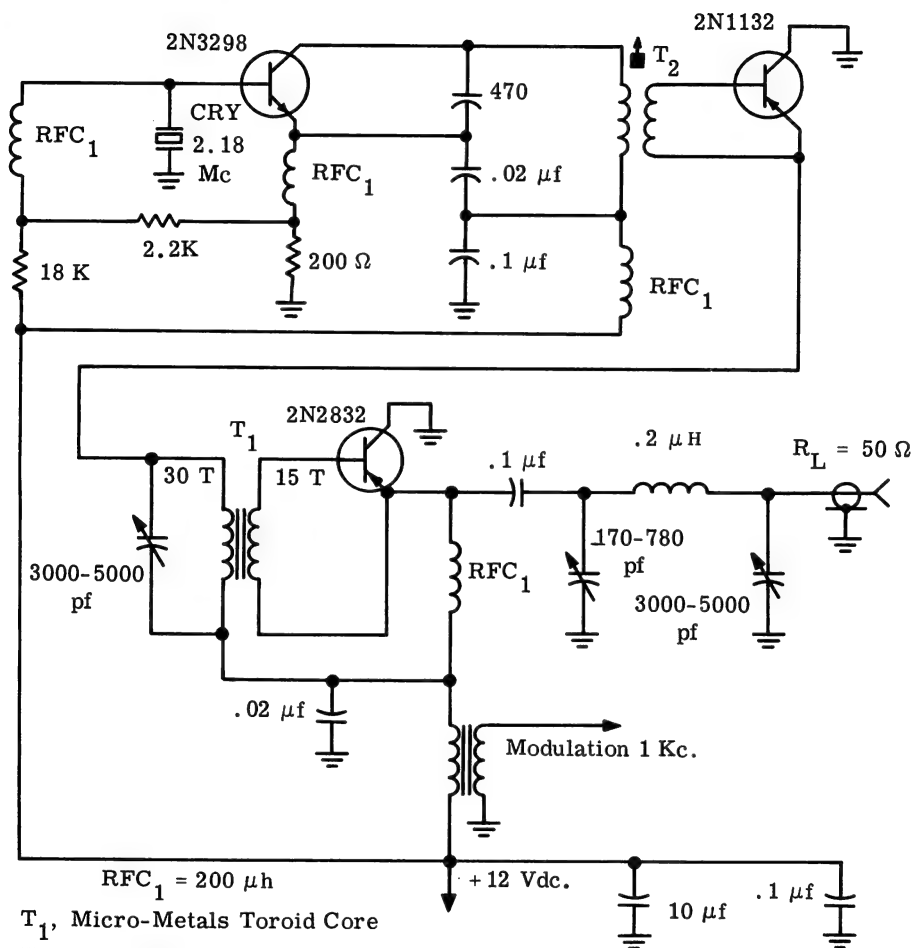 2N3298
2N1132
T2
470
CRY
2.18
Mc
RFC1
RFC1
.02 μf
2.2K
18 K
200 Ω
.1 μf
RFC1
2N2832
T1
30 T
15 T
.1 μf
.2 μH
RL = 50 Ω
170-780
pf
RFC1
3000-5000
pf
3000-5000
pf
.02 μf
Modulation 1 Kc.
RFC1 = 200 μh
+12 Vdc.
10 μf
.1 μf
T1, Micro-Metals Toroid Core